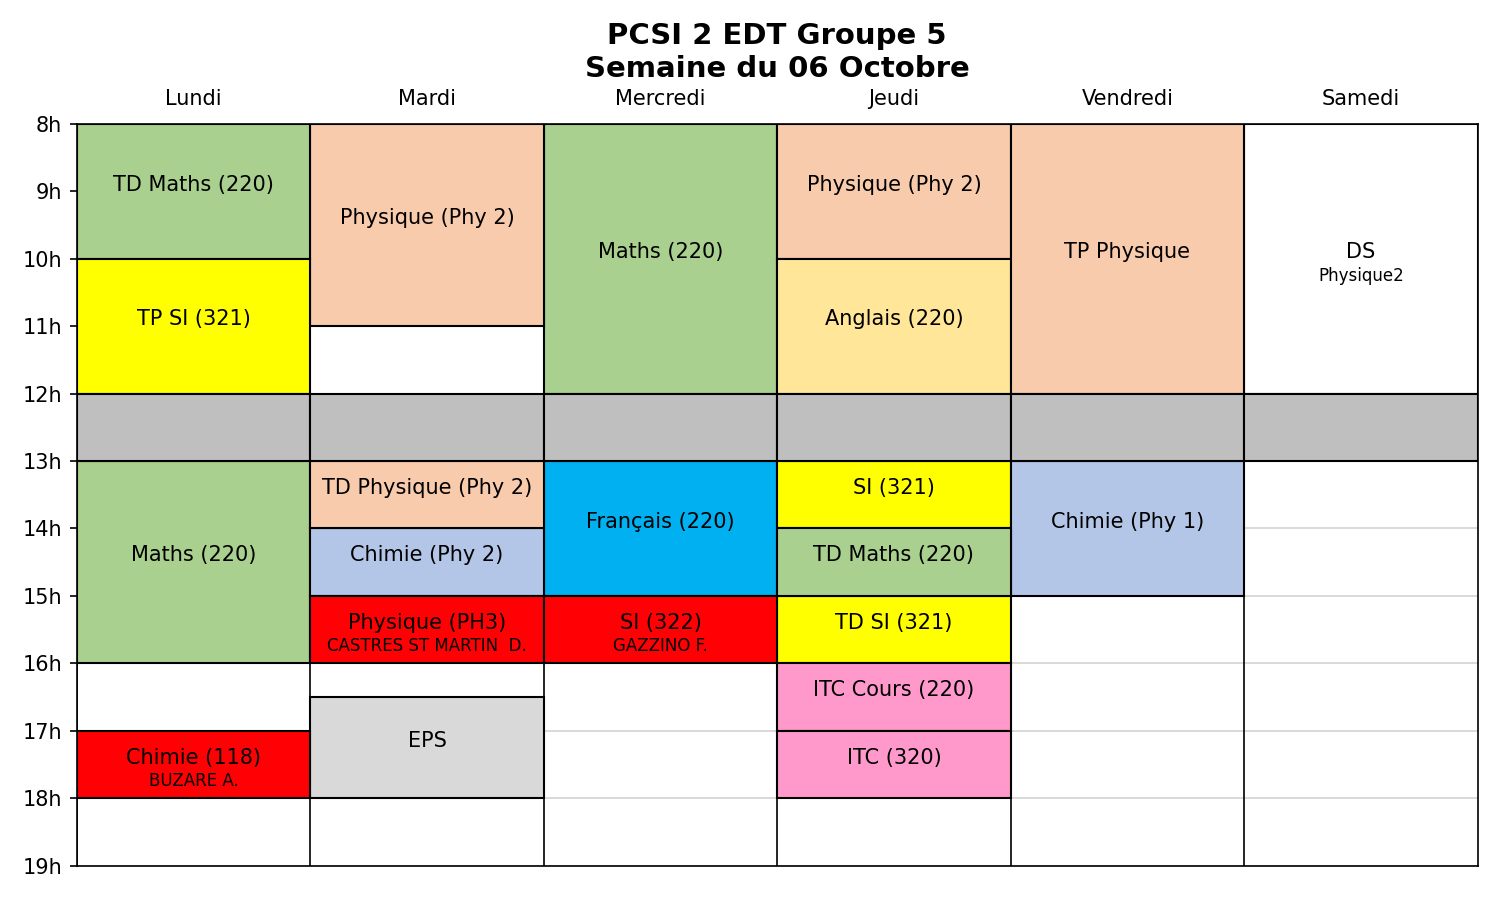 PCSI 2 EDT Groupe 5
Semaine du 06 Octobre
Lundi
Mardi
Mercredi
Jeudi
Vendredi
Samedi
8h
9h
10h
11h
12h
13h
14h
15h
16h
17h
18h
19h
TD Maths (220)
TP SI (321)
Maths (220)
Chimie (118)
BUZARE A.
Physique (Phy 2)
TD Physique (Phy 2)
Chimie (Phy 2)
Physique (PH3)
CASTRES ST MARTIN  D.
EPS
Maths (220)
Français (220)
SI (322)
GAZZINO F.
Physique (Phy 2)
Anglais (220)
SI (321)
TD Maths (220)
TD SI (321)
ITC Cours (220)
ITC (320)
TP Physique
Chimie (Phy 1)
DS
Physique2